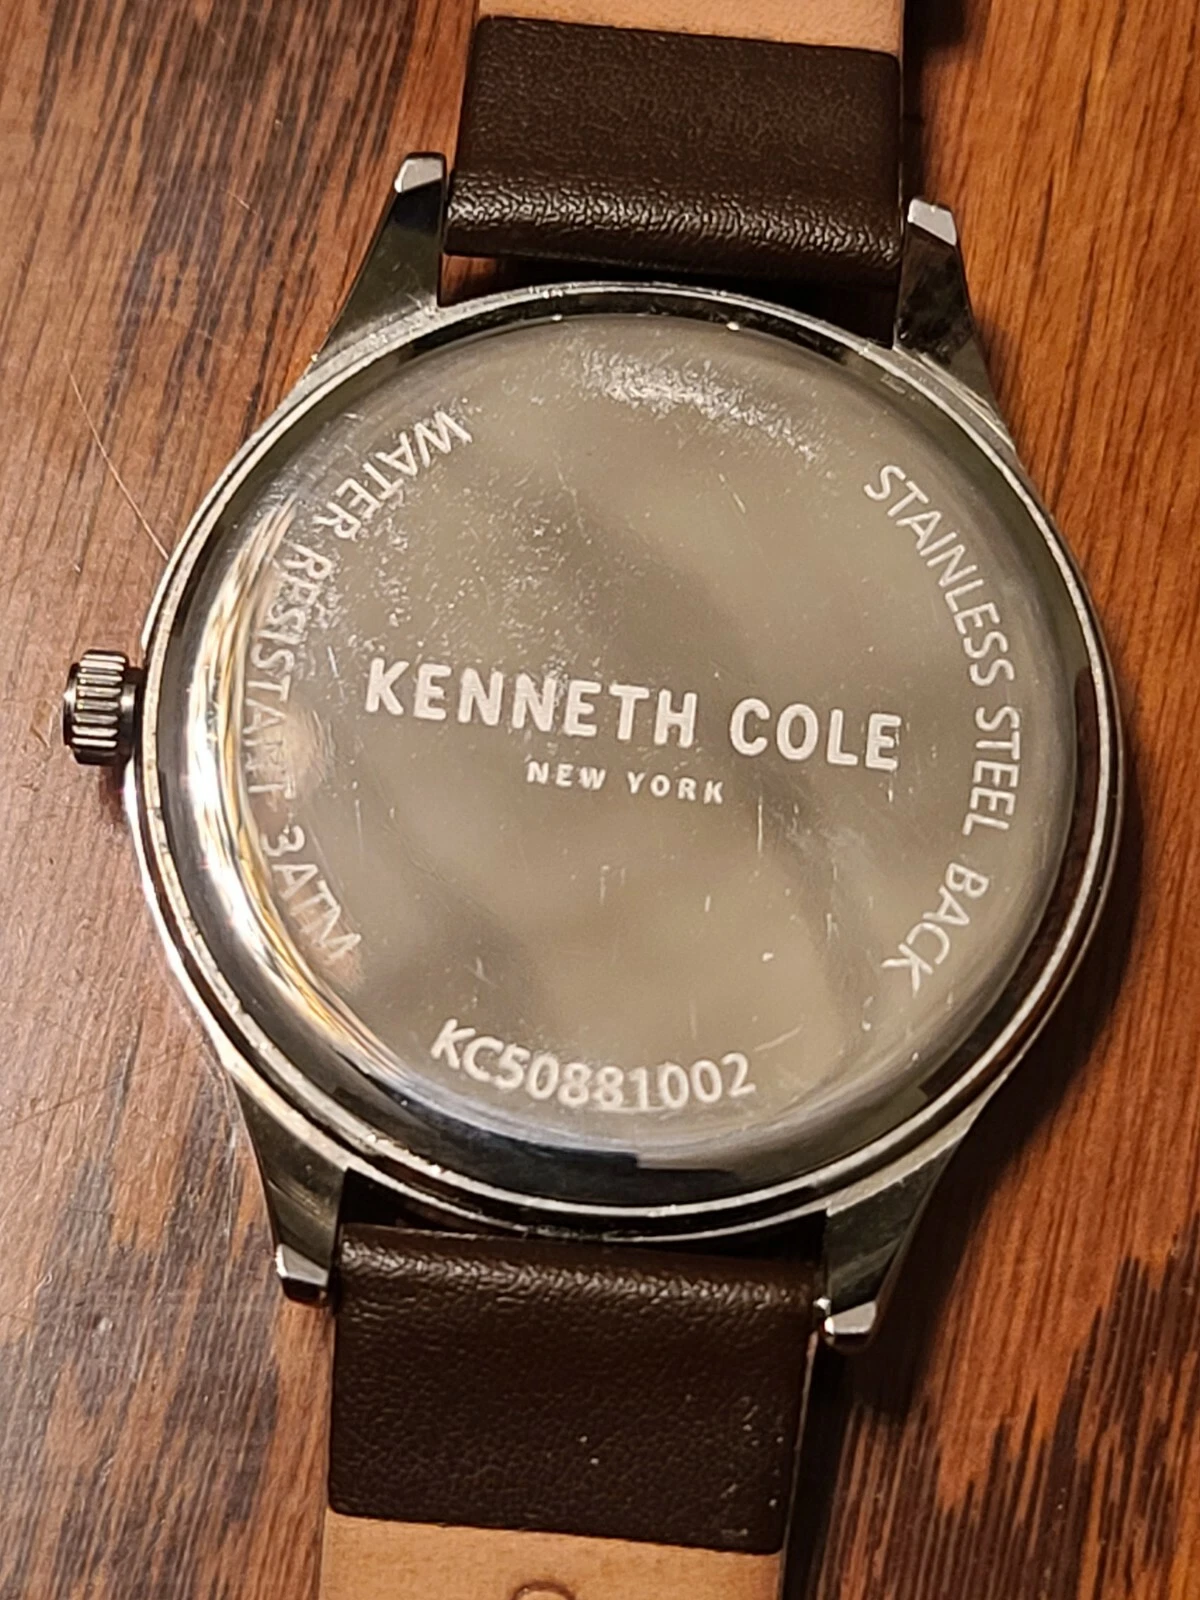 WATER RESISTANT 3ATM
STAINLESS STEEL BACK
KENNETH COLE
NEW YORK
KC50881002